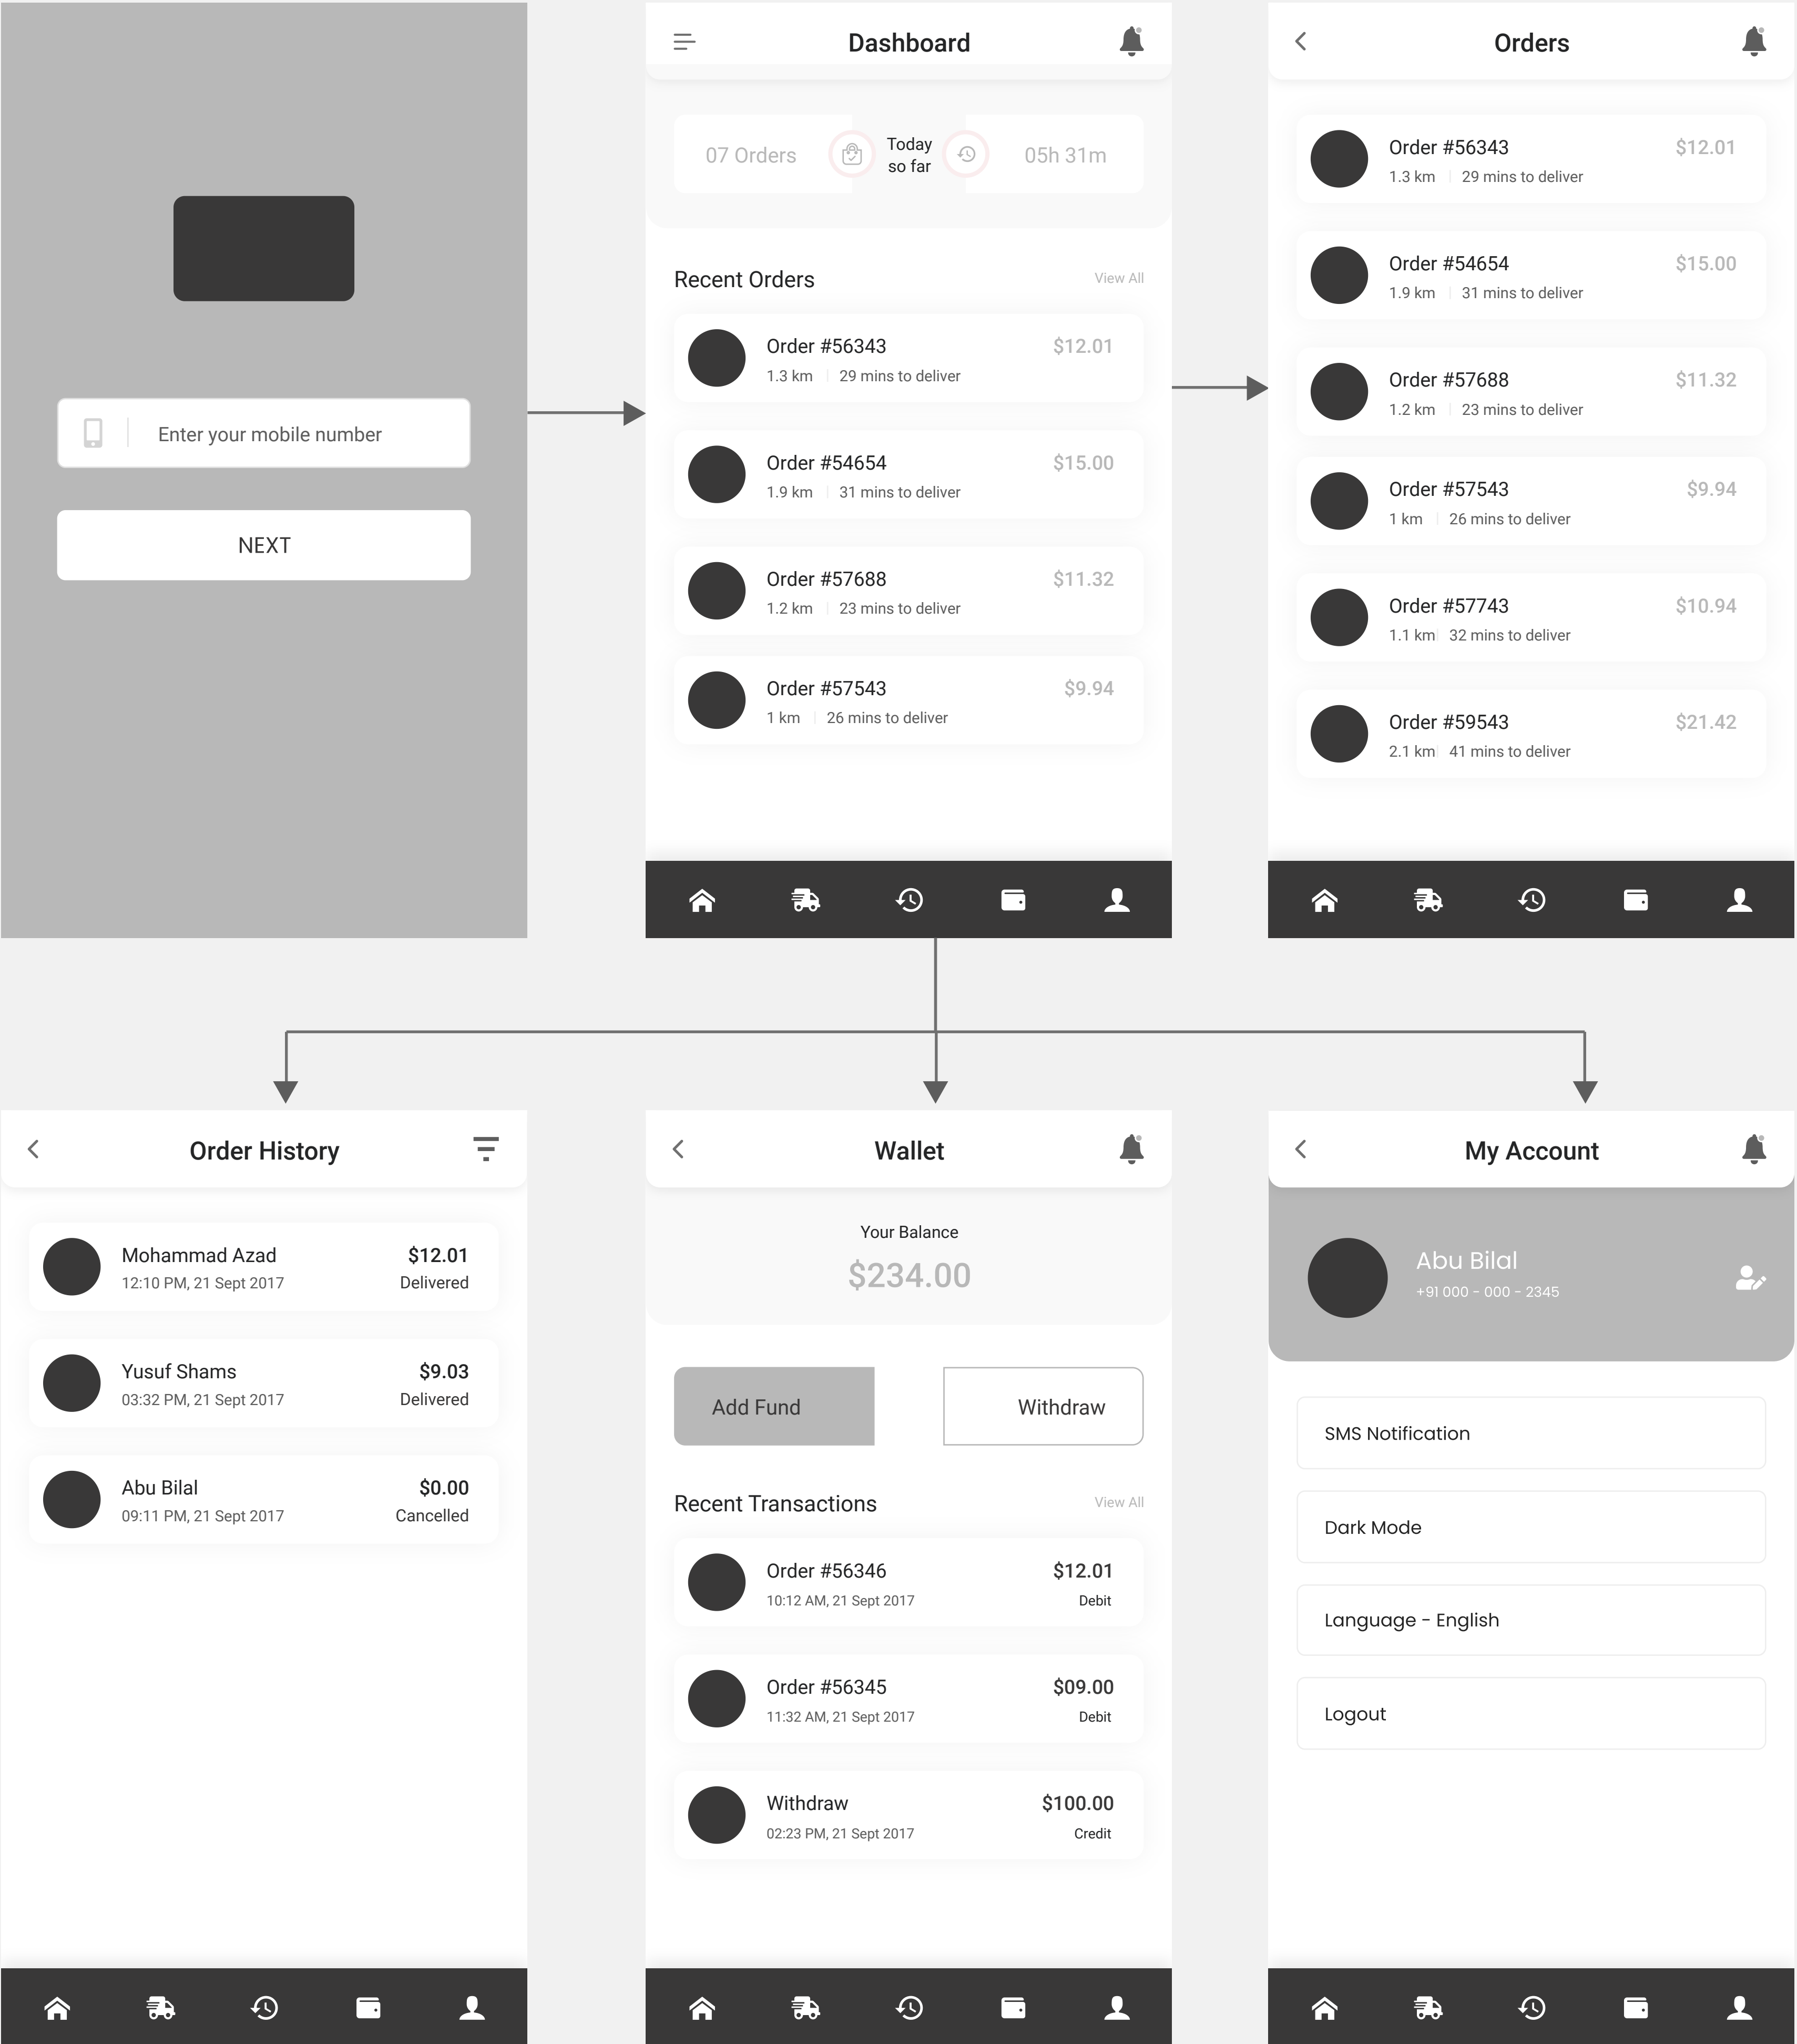 Enter your mobile number
NEXT
Dashboard
07 Orders
Today
so far
05h 31m
Recent Orders
View All
Order #56343
$12.01
1.3 km
29 mins to deliver
Order #54654
$15.00
1.9 km
31 mins to deliver
Order #57688
$11.32
1.2 km
23 mins to deliver
Order #57543
$9.94
1 km
26 mins to deliver
Orders
Order #56343
$12.01
1.3 km
29 mins to deliver
Order #54654
$15.00
1.9 km
31 mins to deliver
Order #57688
$11.32
1.2 km
23 mins to deliver
Order #57543
$9.94
1 km
26 mins to deliver
Order #57743
$10.94
1.1 km
32 mins to deliver
Order #59543
$21.42
2.1 km
41 mins to deliver
Order History
Mohammad Azad
$12.01
12:10 PM, 21 Sept 2017
Delivered
Yusuf Shams
$9.03
03:32 PM, 21 Sept 2017
Delivered
Abu Bilal
$0.00
09:11 PM, 21 Sept 2017
Cancelled
Wallet
Your Balance
$234.00
Add Fund
Withdraw
Recent Transactions
View All
Order #56346
$12.01
10:12 AM, 21 Sept 2017
Debit
Order #56345
$09.00
11:32 AM, 21 Sept 2017
Debit
Withdraw
$100.00
02:23 PM, 21 Sept 2017
Credit
My Account
Abu Bilal
+91 000 - 000 - 2345
SMS Notification
Dark Mode
Language - English
Logout